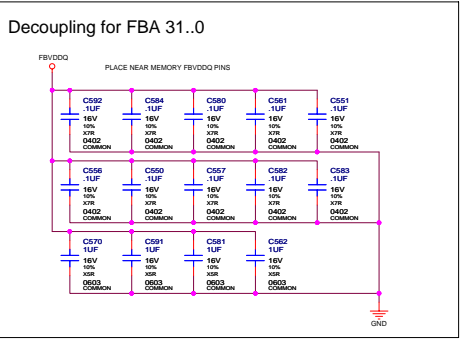 Decoupling for FBA 31..0
FBVDDQ
PLACE NEAR MEMORY FBVDDQ PINS
C592
.1UF
16V
10%
X7R
0402
COMMON
C584
.1UF
16V
10%
X7R
0402
COMMON
C580
.1UF
16V
10%
X7R
0402
COMMON
C561
.1UF
16V
10%
X7R
0402
COMMON
C551
.1UF
16V
10%
X7R
0402
COMMON
C556
.1UF
16V
10%
X7R
0402
COMMON
C550
.1UF
16V
10%
X7R
0402
COMMON
C557
.1UF
16V
10%
X7R
0402
COMMON
C582
.1UF
16V
10%
X7R
0402
COMMON
C583
.1UF
16V
10%
X7R
0402
COMMON
C570
1UF
16V
10%
X5R
0603
COMMON
C591
1UF
16V
10%
X5R
0603
COMMON
C581
1UF
16V
10%
X5R
0603
COMMON
C562
1UF
16V
10%
X5R
0603
COMMON
GND